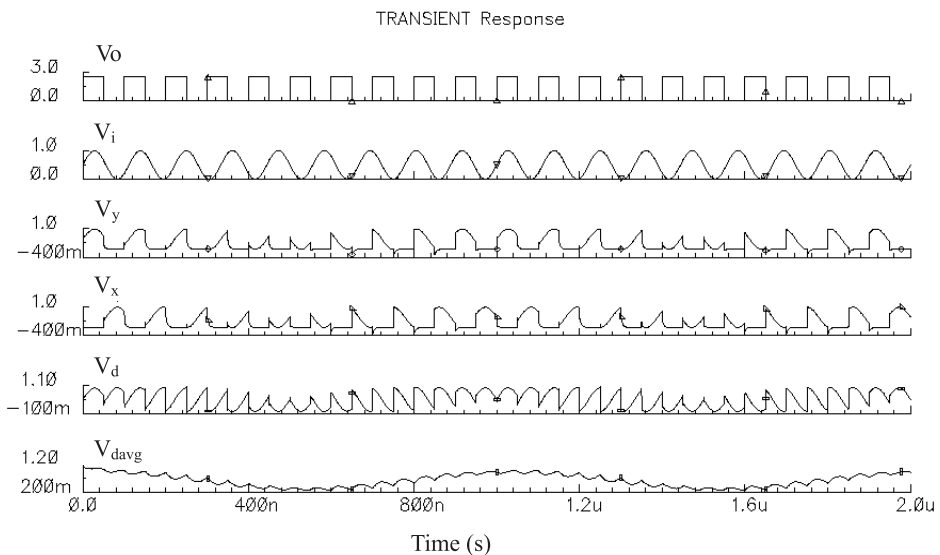 TRANSIENT Response
Vo
3.0
0.0
Vi
1.0
0.0
Vy
1.0
-400m
Vx
1.0
-400m
Vd
1.10
-100m
Vdavg
1.20
200m
0.0 400n 800n 1.2u 1.6u 2.0u
Time (s)